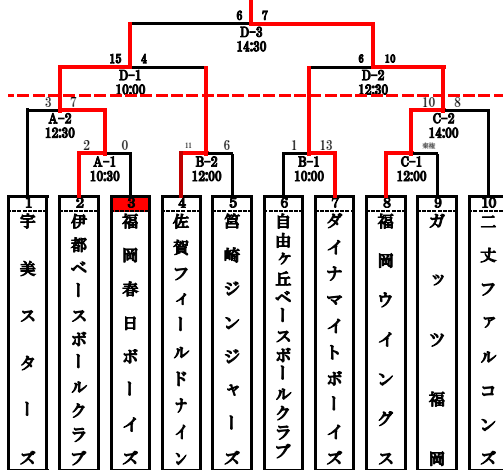 6 7
D-3
14:30
15 4
D-1
10:00
6 10
D-2
12:30
3 7
A-2
12:30
10 8
C-2
14:00
2 0
A-1
10:30
11 6
B-2
12:00
1 13
B-1
10:00
棄権
C-1
12:00
1
宇美スターズ
2
伊都ベースボールクラブ
3
福岡春日ボーイズ
4
佐賀フィールドナイン
5
筥崎ジンジャーズ
6
自由ヶ丘ベースボールクラブ
7
ダイナマイトボーイズ
8
福岡ウイングス
9
ガッツ福岡
10
二丈ファルコンズ